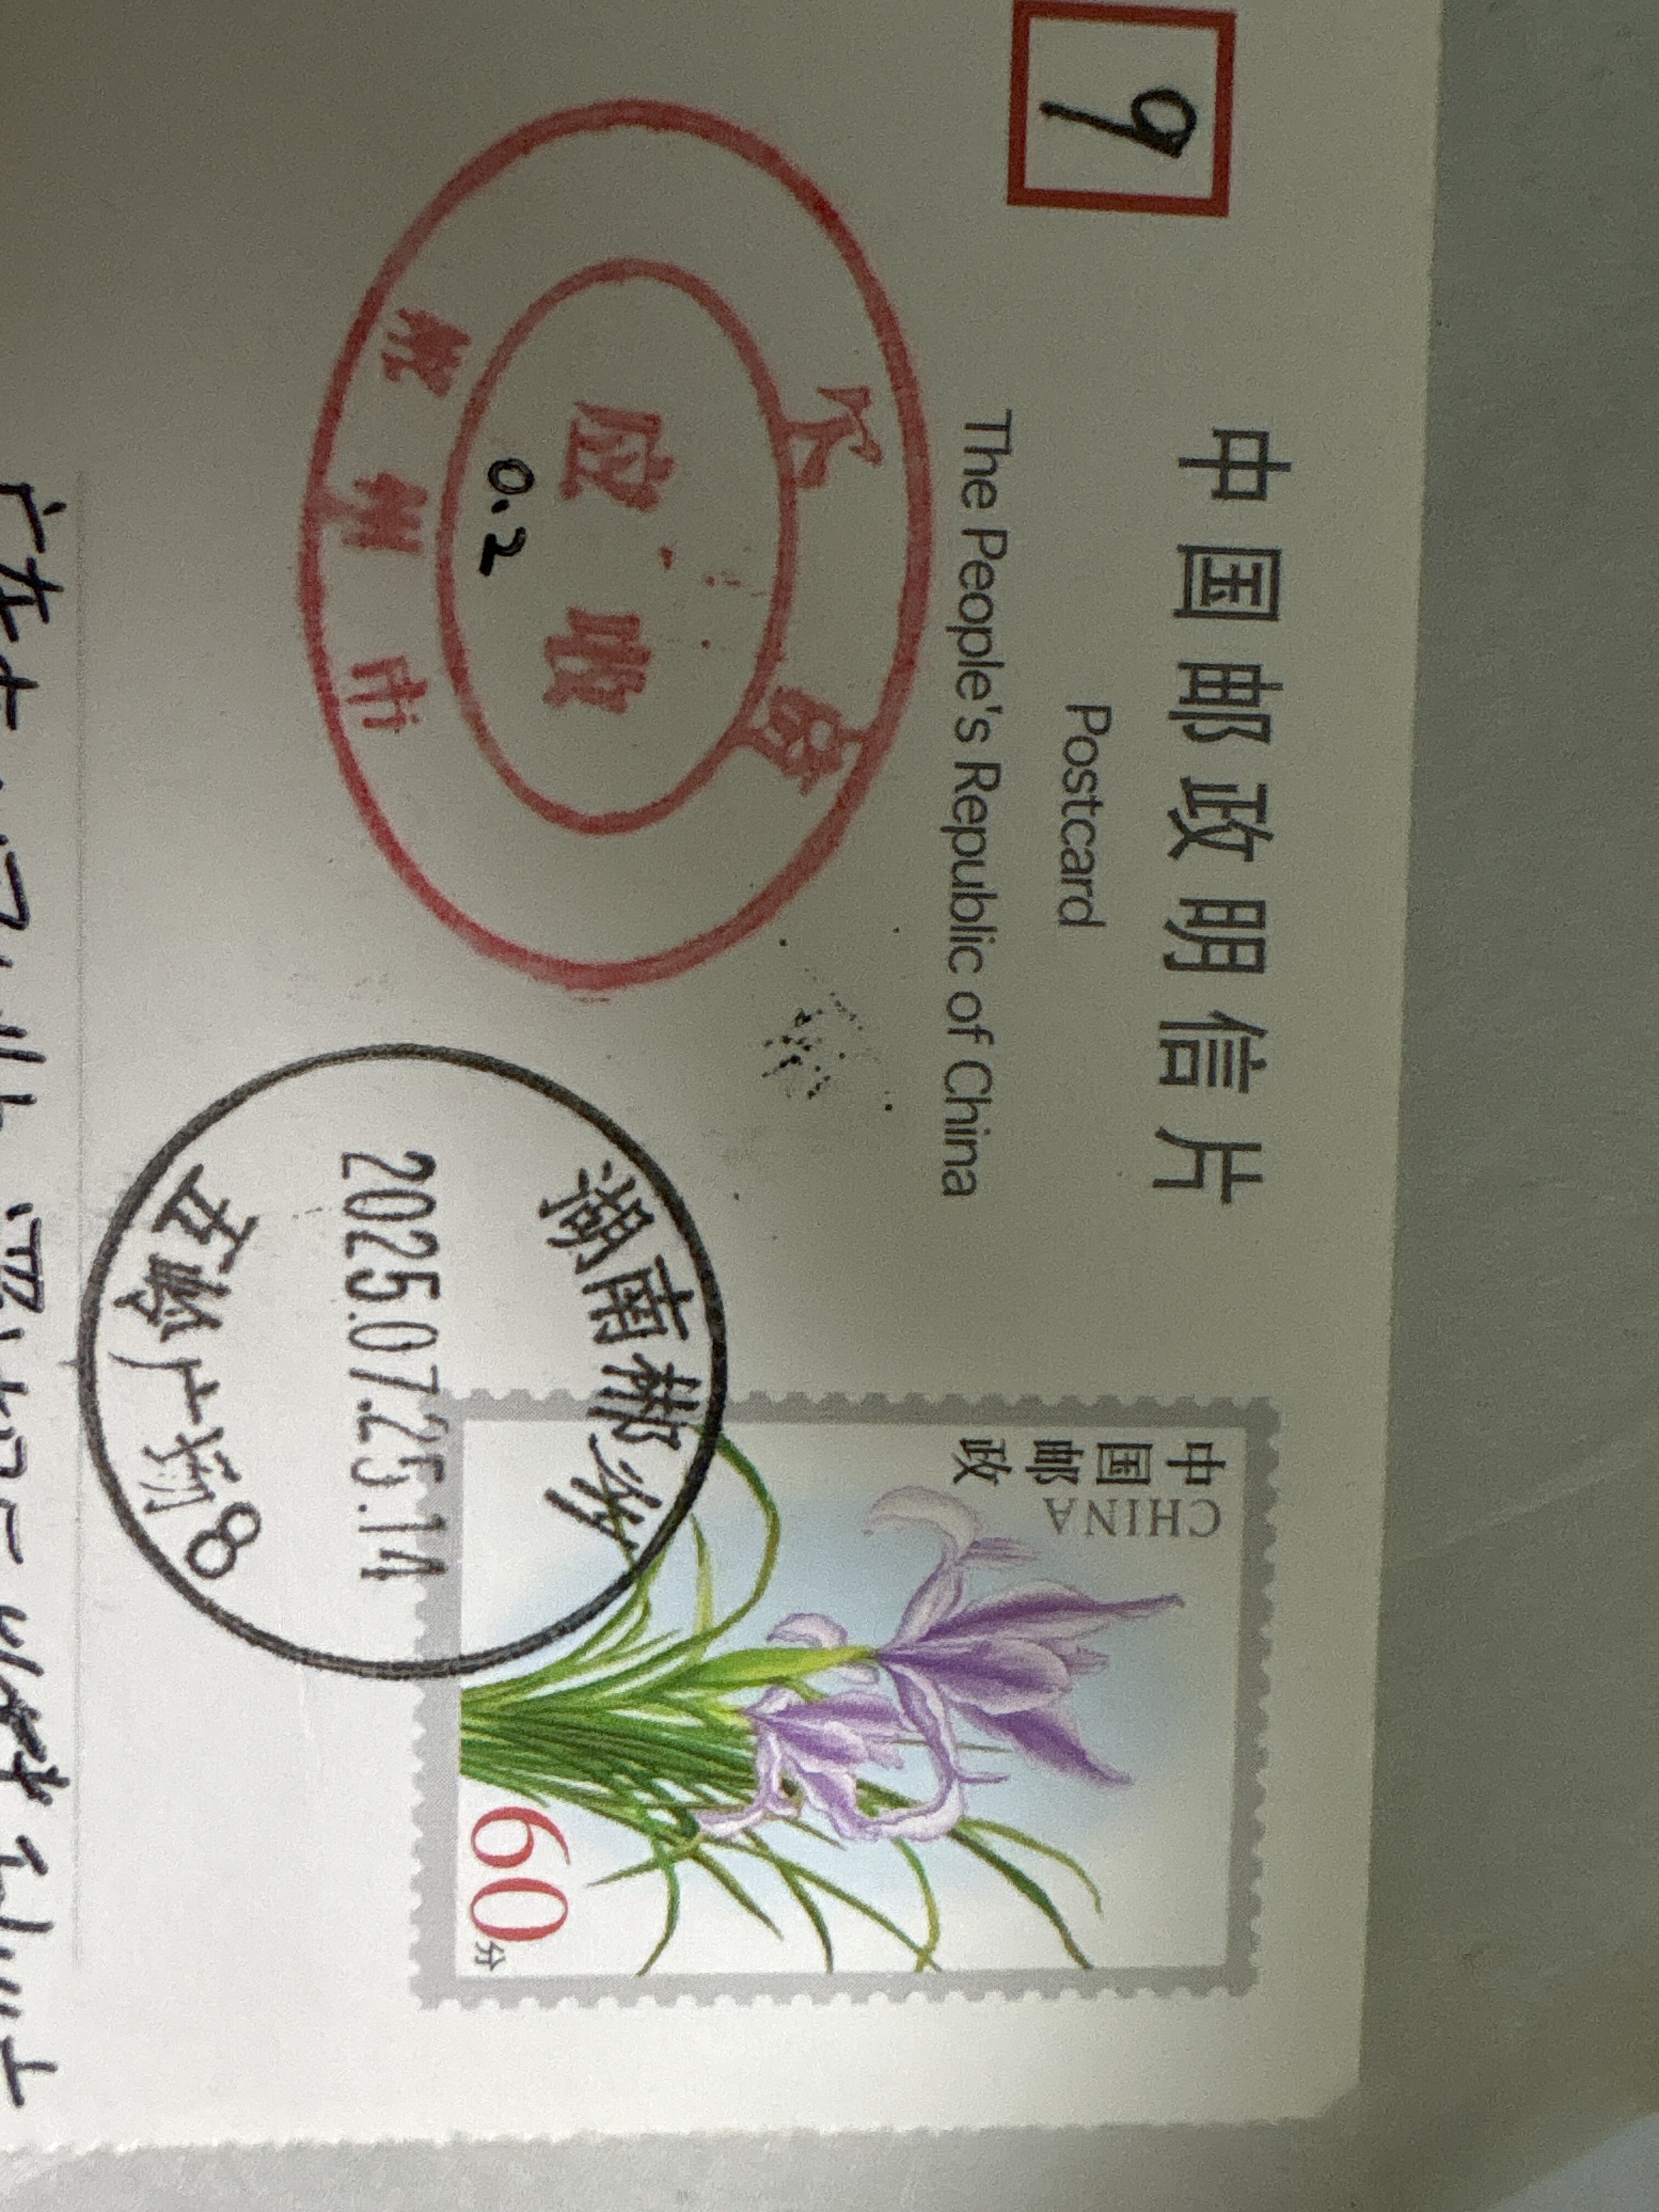 9
中国邮政明信片
Postcard
The People's Republic of China
欠资
应收
0.2
郴州市
湖南郴州
2025.07.25.14
五岭广场8
中国邮政
CHINA
60分